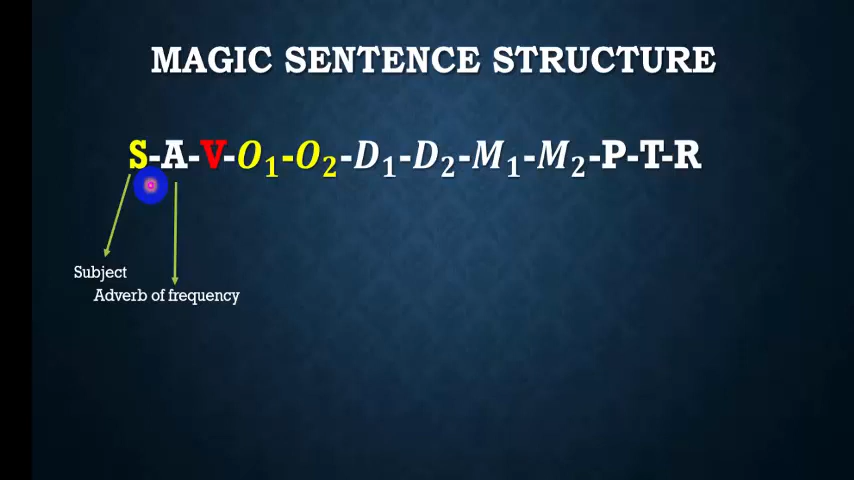 MAGIC SENTENCE STRUCTURE
S-A-V-O₁-O₂-D₁-D₂-M₁-M₂-P-T-R
Subject
Adverb of frequency